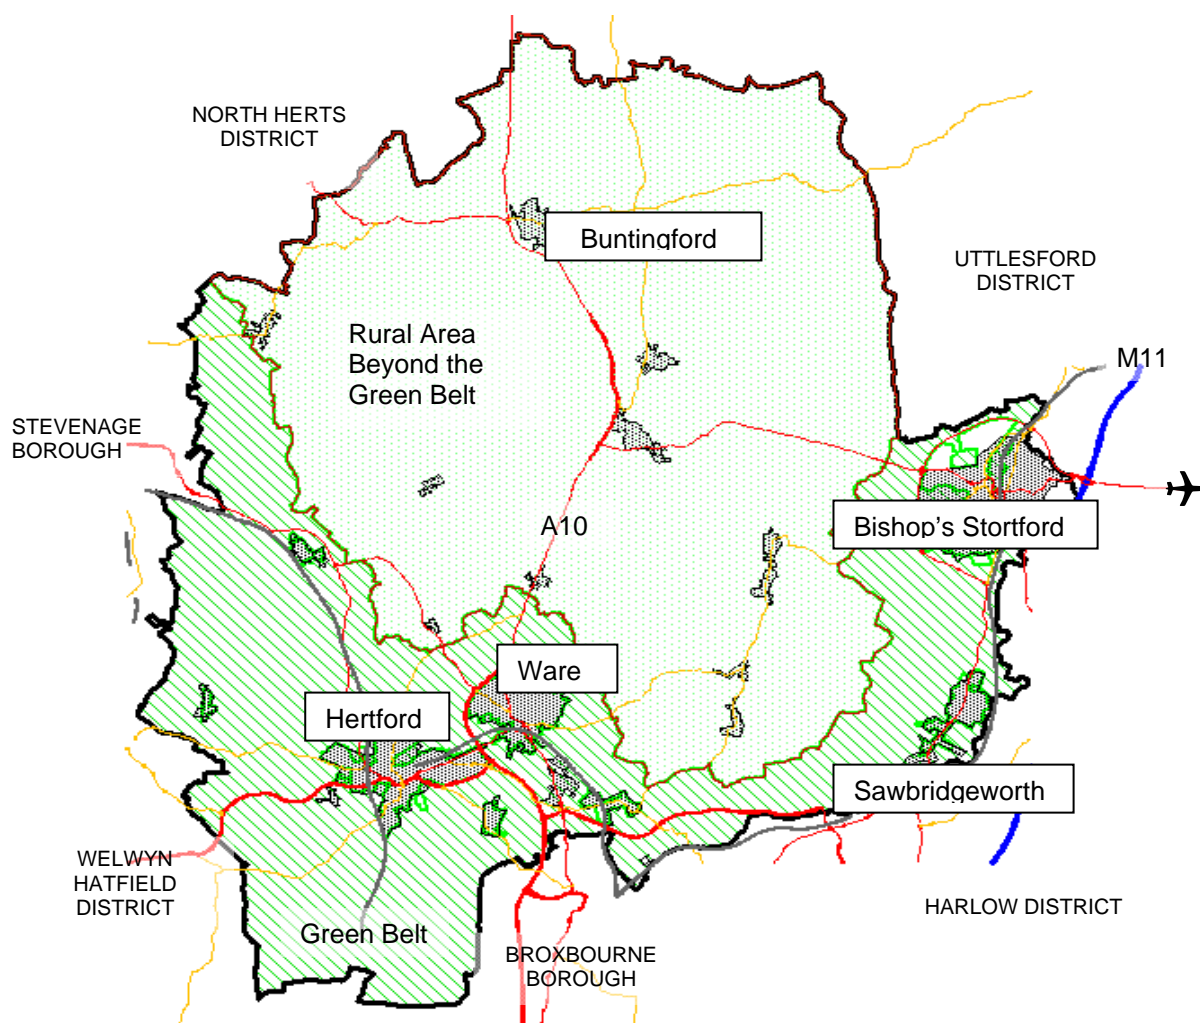 NORTH HERTS
DISTRICT
Buntingford
UTTLESFORD
DISTRICT
Rural Area
Beyond the
Green Belt
M11
STEVENAGE
BOROUGH
A10
Bishop's Stortford
Ware
Hertford
Sawbridgeworth
WELWYN
HATFIELD
DISTRICT
HARLOW DISTRICT
Green Belt
BROXBOURNE
BOROUGH